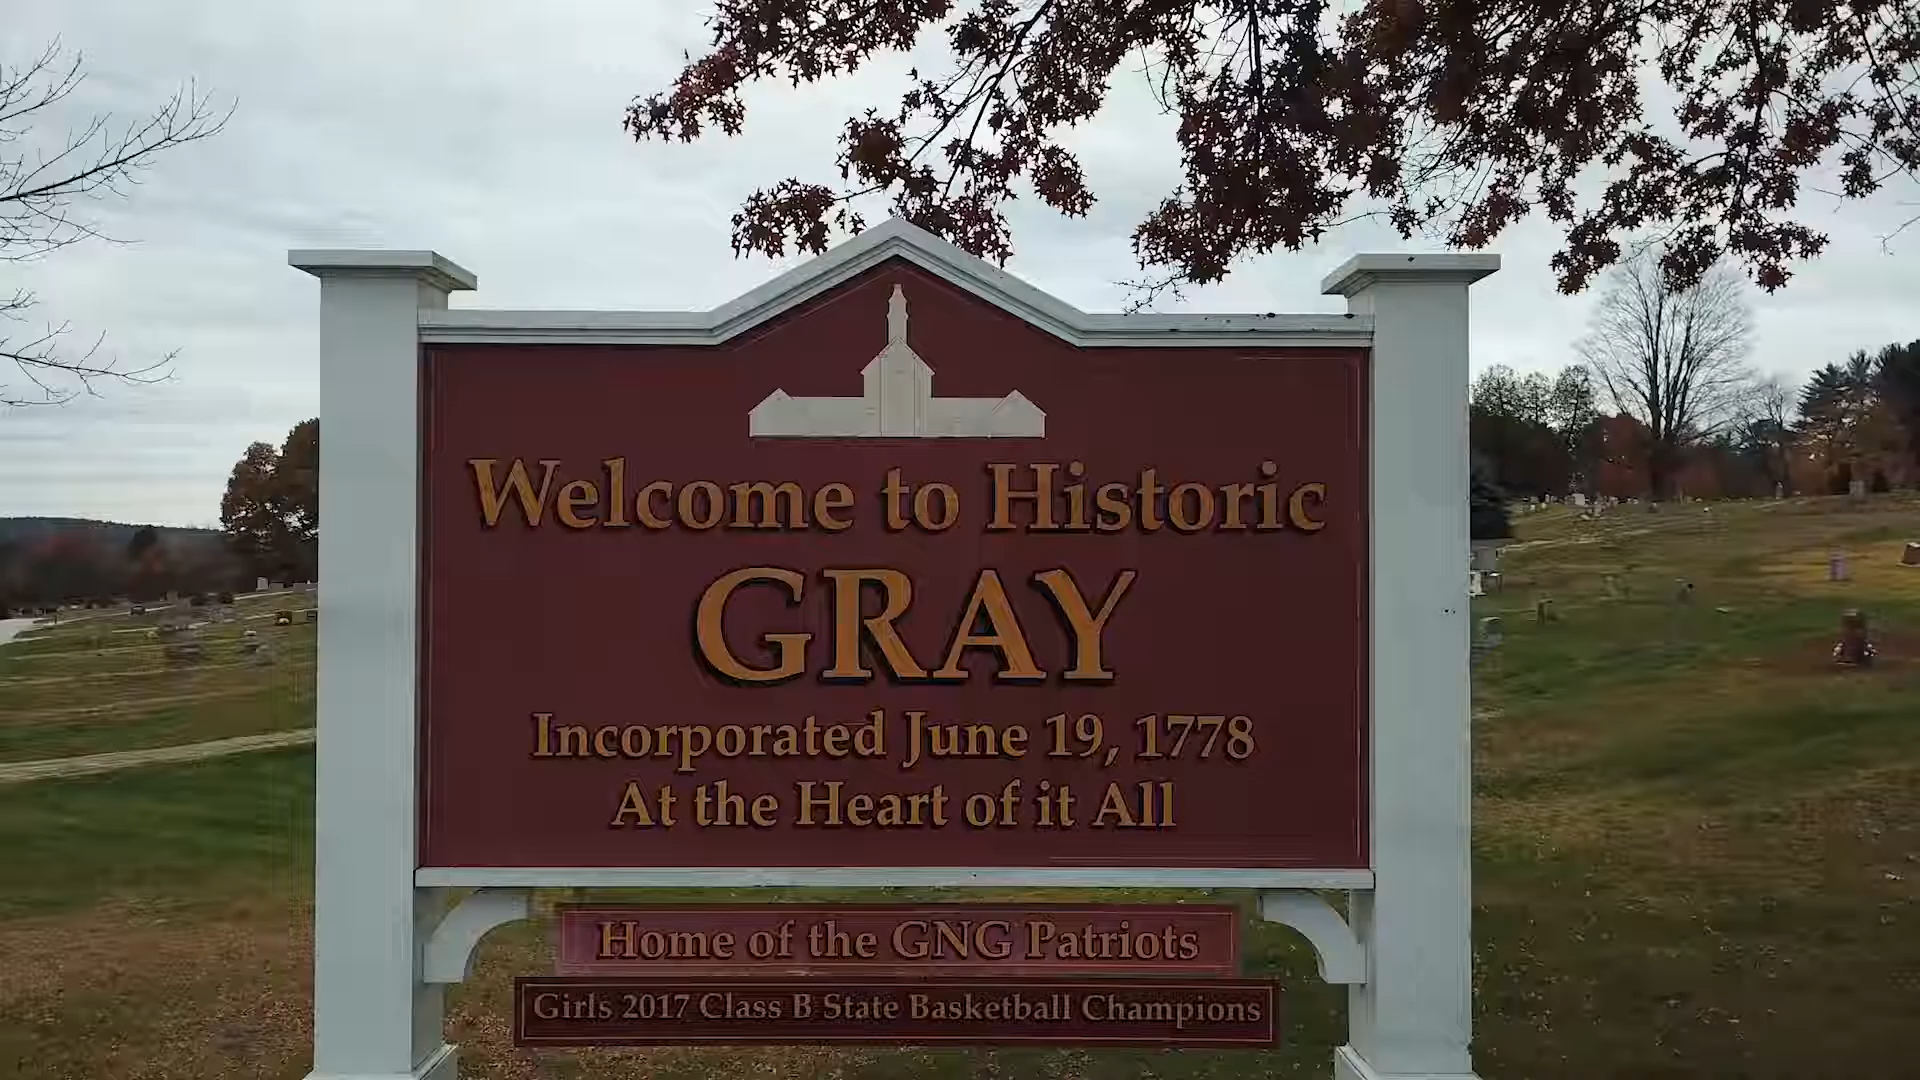 Welcome to Historic
GRAY
Incorporated June 19, 1778
At the Heart of it All
Home of the GNG Patriots
Girls 2017 Class B State Basketball Champions